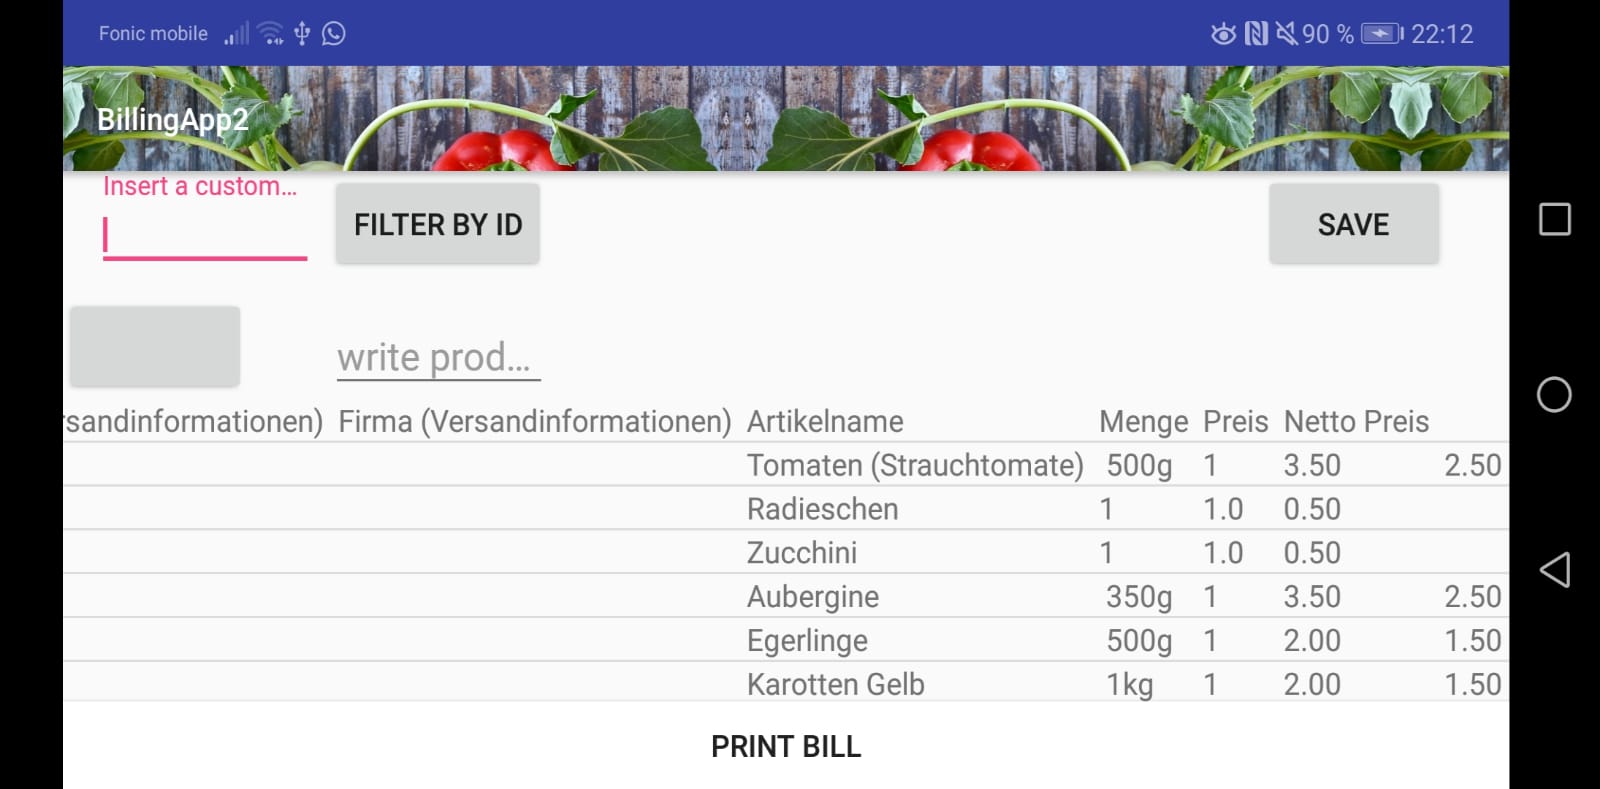 Fonic mobile 90 % 22:12
BillingApp2
Insert a custom...
FILTER BY ID SAVE
write prod...
rsandinformationen) Firma (Versandinformationen) Artikelname Menge Preis Netto Preis
Tomaten (Strauchtomate) 500g 1 3.50 2.50
Radieschen 1 1.0 0.50
Zucchini 1 1.0 0.50
Aubergine 350g 1 3.50 2.50
Egerlinge 500g 1 2.00 1.50
Karotten Gelb 1kg 1 2.00 1.50
PRINT BILL